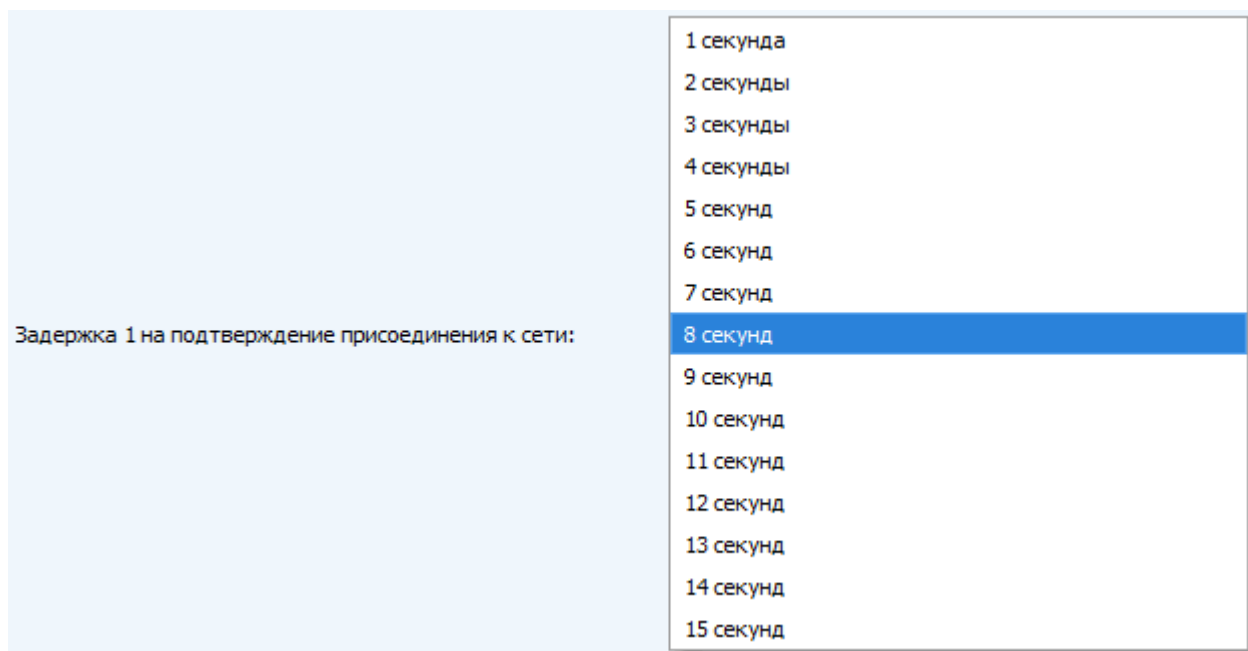 1 секунда
2 секунды
3 секунды
4 секунды
5 секунд
6 секунд
7 секунд
Задержка 1 на подтверждение присоединения к сети:
8 секунд
9 секунд
10 секунд
11 секунд
12 секунд
13 секунд
14 секунд
15 секунд